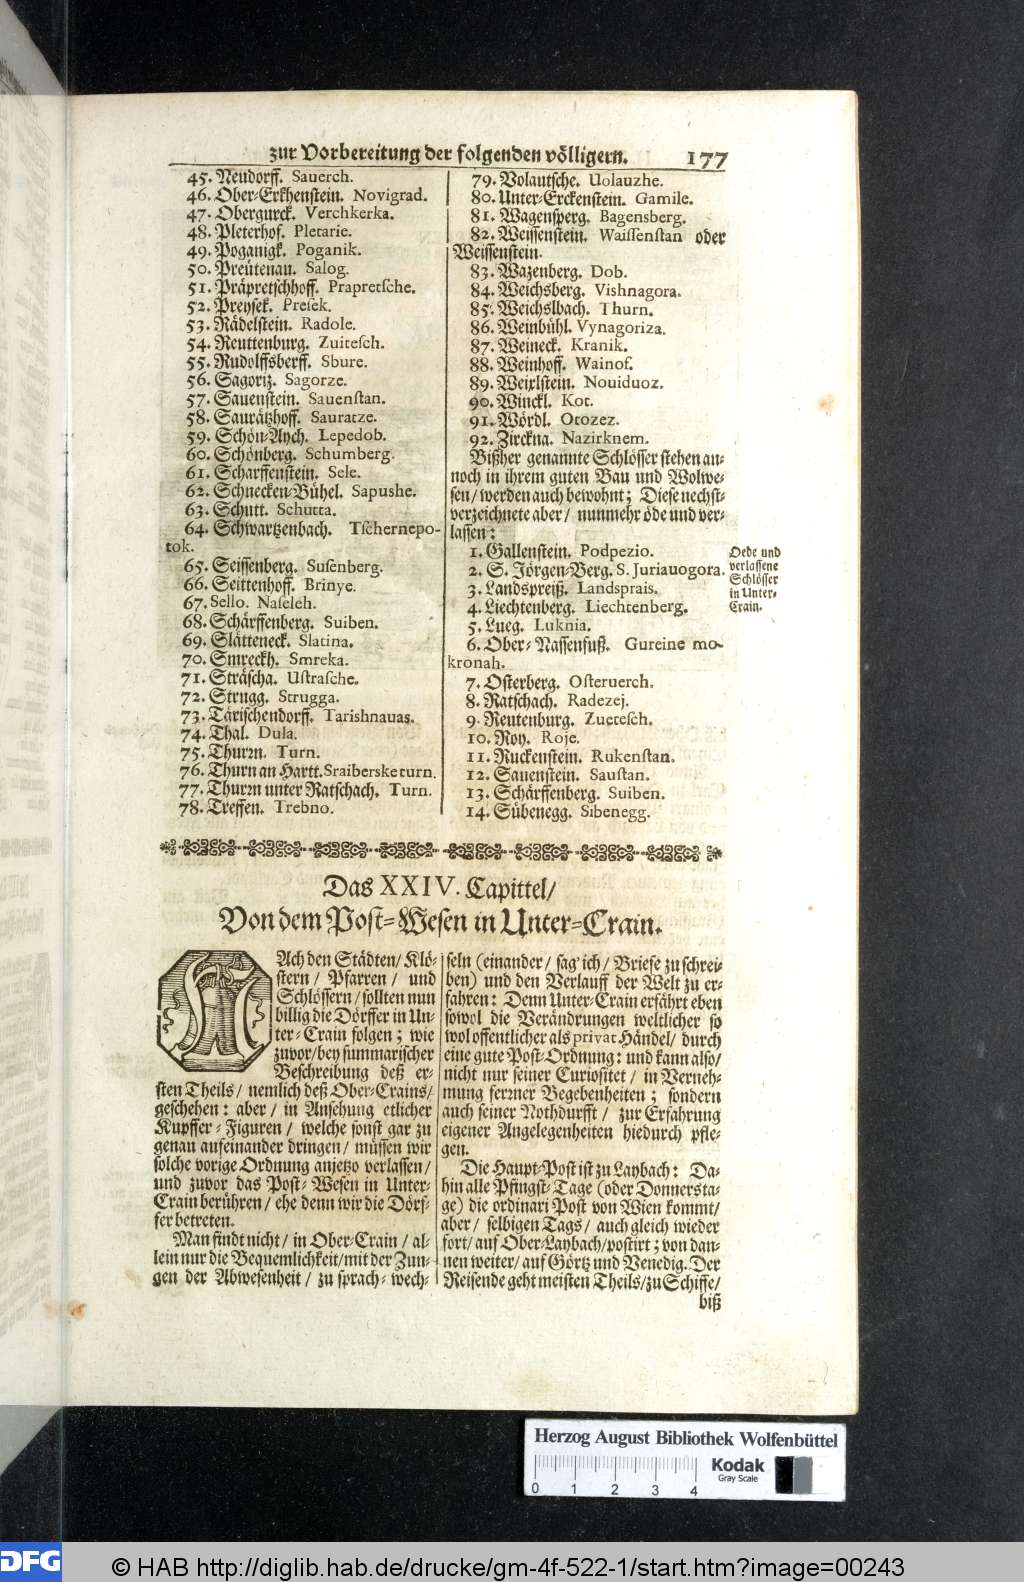 zur Vorbereitung der folgenden völligern. 177
45. Neudorff. Sauerch.
46. Ober-Erkhenstein. Novigrad.
47. Obergurck. Verchkerka.
48. Pleterhof. Pletarie.
49. Poganigk. Poganik.
50. Preütenau. Salog.
51. Präpretschhoff. Prapretsche.
52. Preysek. Presek.
53. Rädelstein. Radole.
54. Reuttenburg. Zuitesch.
55. Rudolffsberff. Sbure.
56. Sagoriz. Sagorze.
57. Sauenstein. Sauenstan.
58. Saurätzhoff. Sauratze.
59. Schön-Aych. Lepedob.
60. Schönberg. Schumberg.
61. Scharffenstein. Sele.
62. Schnecken-Bühel. Sapushe.
63. Schutt. Schutta.
64. Schwartzenbach. Tschernepo-
tok.
65. Seissenberg. Susenberg.
66. Seittenhoff. Brinye.
67. Sello. Naseleh.
68. Schärffenberg. Suiben.
69. Slätteneck. Slatina.
70. Smreckh. Smreka.
71. Sträscha. Ustrasche.
72. Strugg. Strugga.
73. Tärischendorff. Tarishnauas.
74. Thal. Dula.
75. Thurm. Turn.
76. Thurn an Hartt. Sraiberske turn.
77. Thurm unter Ratschach. Turn.
78. Treffen. Trebno.
79. Volautsche. Uolauzhe.
80. Unter-Erckenstein. Gamile.
81. Wagensperg. Bagensberg.
82. Weissenstein. Waissenstan oder
Weissenstein.
83. Wazenberg. Dob.
84. Weichsberg. Vishnagora.
85. Weichslbach. Thurn.
86. Weinbühl. Vynagoriza.
87. Weineck. Kranik.
88. Weinhoff. Wainof.
89. Weixlstein. Nouiduoz.
90. Winckl. Kot.
91. Wördl. Otozez.
92. Zirckna. Nazirknem.
Bißher genannte Schlösser stehen an-
noch in ihrem guten Bau und Wolwe-
sen/ werden auch bewohnt; Diese nechst-
verzeichnete aber/ nunmehr öde und ver-
lassen:
1. Gallenstein. Podpezio.
2. S. Jörgen-Berg. S. Juriauogora.
3. Landspreiß. Landsprais.
4. Liechtenberg. Liechtenberg.
5. Lueg. Luknia.
6. Ober-Nassenfuß. Gureine mo-
kronah.
7. Osterberg. Osteruerch.
8. Ratschach. Radezej.
9. Reutenburg. Zuetesch.
10. Roy. Roje.
11. Ruckenstein. Rukenstan.
12. Sauenstein. Saustan.
13. Schärffenberg. Suiben.
14. Sübenegg. Sibenegg.
Oede und
verlassene
Schlösser
in Unter-
Crain.
Das XXIV. Capittel/
Von dem Post-Wesen in Unter-Crain.
NAch den Städten/ Klö-
stern/ Pfarren/ und
Schlössern/ sollten nun
billig die Dörffer in Un-
ter-Crain folgen; wie
zuvor/ bey summarischer
Beschreibung deß er-
sten Theils/ nemlich deß Ober-Crains/
geschehen: aber/ in Ansehung etlicher
Kupffer-Figuren/ welche sonst gar zu
genau aufeinander dringen/ müssen wir
solche vorige Ordnung anjetzo verlassen/
und zuvor das Post-Wesen in Unter-
Crain berühren/ ehe denn wir die Dörf-
fer betreten.
Man findt nicht/ in Ober-Crain/ al-
lein nur die Bequemlichkeit/ mit der Zun-
gen der Abwesenheit/ zu sprach-wech-
seln (einander/ sag' ich/ Briefe zu schrei-
ben) und den Verlauff der Welt zu er-
fahren: Denn Unter-Crain erfährt eben
sowol die Verändrungen weltlicher so
wol offentlicher als privat Händel/ durch
eine gute Post-Ordnung: und kann also/
nicht nur seiner Curiositet/ in Verneh-
mung fermer Begebenheiten; sondern
auch seiner Nothdurfft/ zur Erfahrung
eigener Angelegenheiten hiedurch pfle-
gen.
Die Haupt-Post ist zu Laybach: Da-
hin alle Pfingst-Tage (oder Donnersta-
ge) die ordinari Post von Wien kommt/
aber/ selbigen Tags/ auch gleich wieder
fort/ auf Ober-Laybach/ postirt; von dan-
nen weiter/ auf Görtz und Venedig. Der
Reisende geht meisten Theils/ zu Schiffe/
biß
Herzog August Bibliothek Wolfenbüttel
Kodak
Gray Scale
0 1 2 3 4
DFG
© HAB http://diglib.hab.de/drucke/gm-4f-522-1/start.htm?image=00243